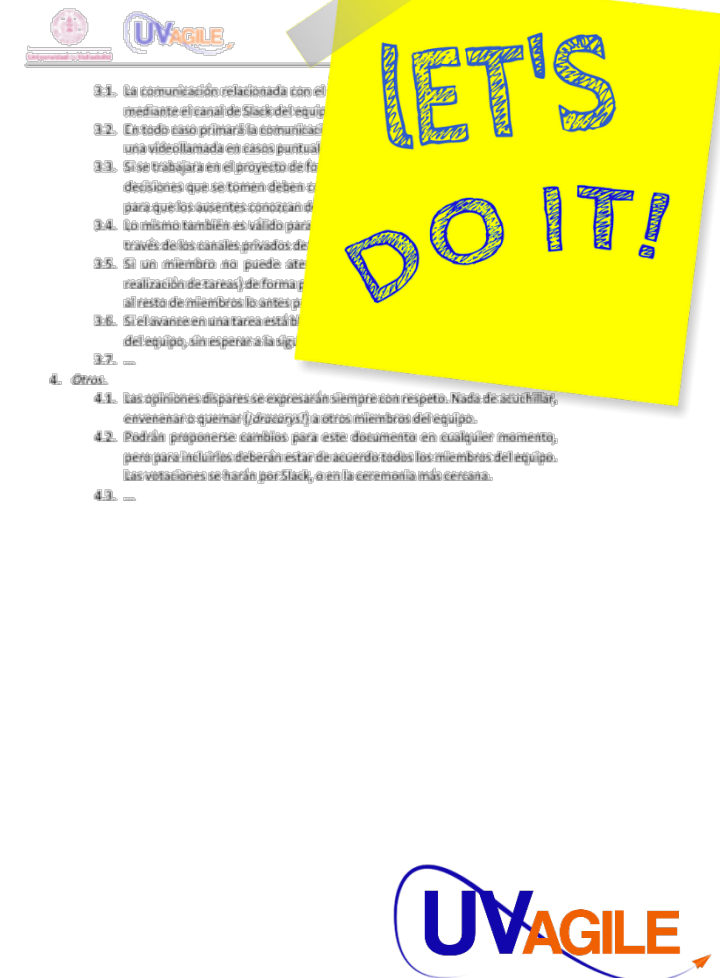 Universidad de Valladolid
UVAGILE
3.1. La comunicación relacionada con el
mediante el canal de Slack del equip
3.2. En todo caso primará la comunicaci
una videollamada en casos puntual
3.3. Si se trabajara en el proyecto de fo
decisiones que se tomen deben c
para que los ausentes conozcan d
3.4. Lo mismo también es válido para
través de los canales privados de
3.5. Si un miembro no puede ate
realización de tareas) de forma p
al resto de miembros lo antes p
3.6. Si el avance en una tarea está b
del equipo, sin esperar a la sigu
3.7. ...
4. Otros.
4.1. Las opiniones dispares se expresarán siempre con respeto. Nada de acuchillar,
envenenar o quemar (¡dracarys!) a otros miembros del equipo.
4.2. Podrán proponerse cambios para este documento en cualquier momento,
pero para incluirlos deberán estar de acuerdo todos los miembros del equipo.
Las votaciones se harán por Slack, o en la ceremonia más cercana.
4.3. ...
LET'S
DO IT!
UVAGILE